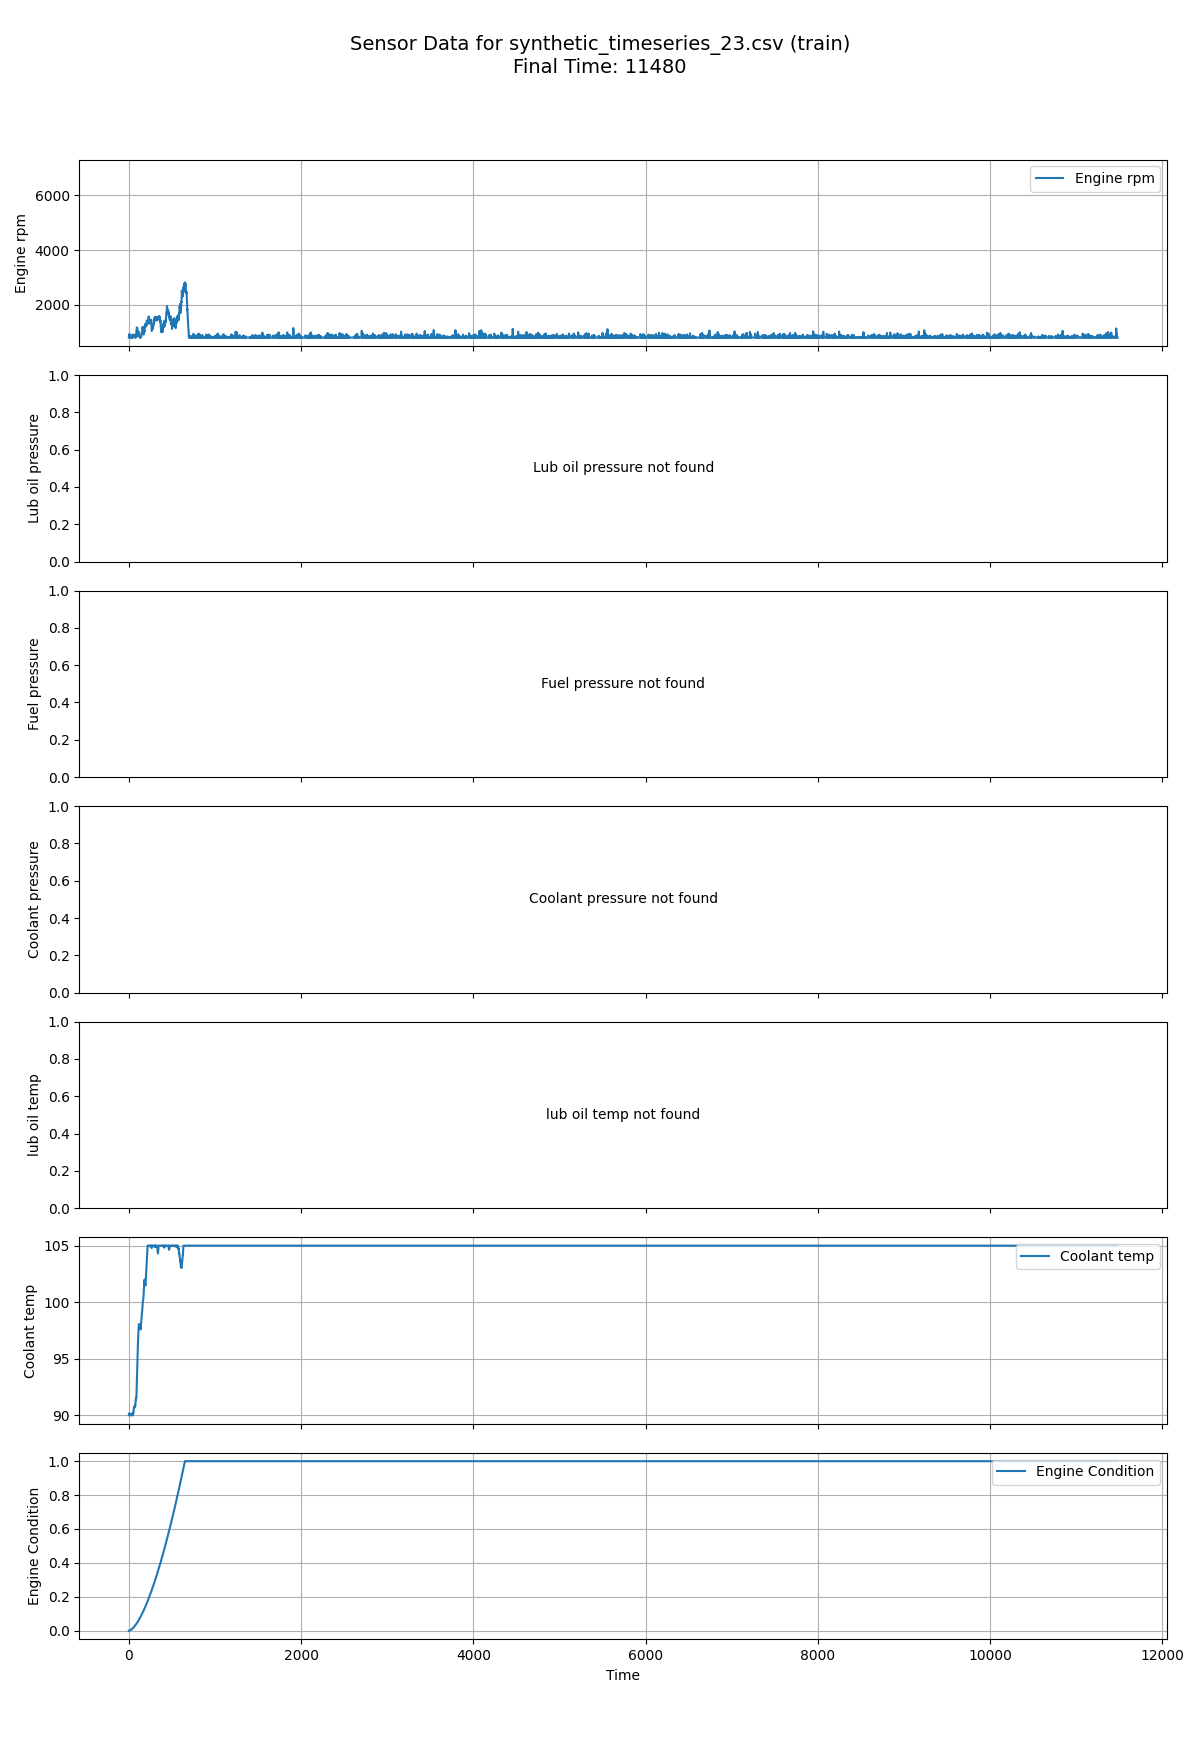 Sensor Data for synthetic_timeseries_23.csv (train)
Final Time: 11480
Engine rpm
6000
4000
2000
Engine rpm
Lub oil pressure
1.0
0.8
0.6
0.4
0.2
0.0
Lub oil pressure not found
Fuel pressure
1.0
0.8
0.6
0.4
0.2
0.0
Fuel pressure not found
Coolant pressure
1.0
0.8
0.6
0.4
0.2
0.0
Coolant pressure not found
lub oil temp
1.0
0.8
0.6
0.4
0.2
0.0
lub oil temp not found
Coolant temp
105
100
95
90
Coolant temp
Engine Condition
1.0
0.8
0.6
0.4
0.2
0.0
Engine Condition
0 2000 4000 6000 8000 10000 12000
Time